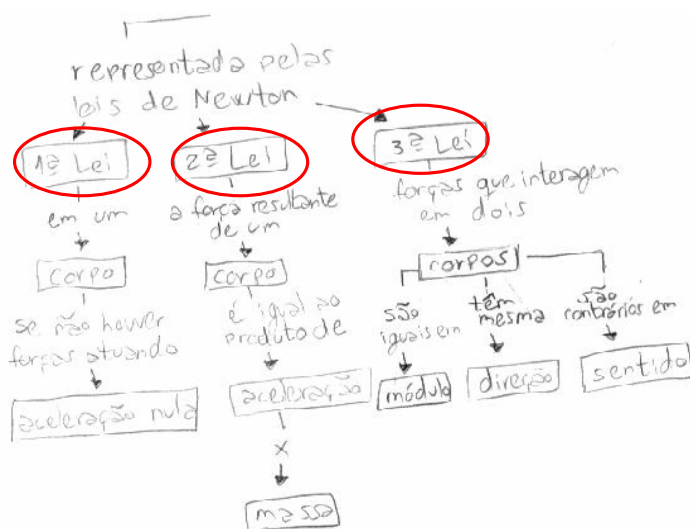 representada pelas
leis de Newton
1ª Lei
em um
corpo
se não houver
forças atuando
aceleração nula
2ª Lei
a força resultante
de um
corpo
é igual ao
produto de
aceleração
x
massa
3ª Lei
forças que interagem
em dois
corpos
são
iguais em
módulo
têm
mesma
direção
são
contrários em
sentido